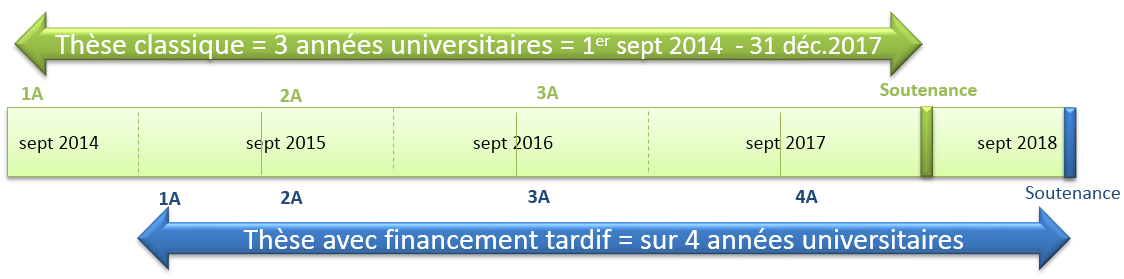 Thèse classique = 3 années universitaires = 1er sept 2014 - 31 déc.2017
1A 2A 3A Soutenance
sept 2014 sept 2015 sept 2016 sept 2017 sept 2018
1A 2A 3A 4A Soutenance
Thèse avec financement tardif = sur 4 années universitaires